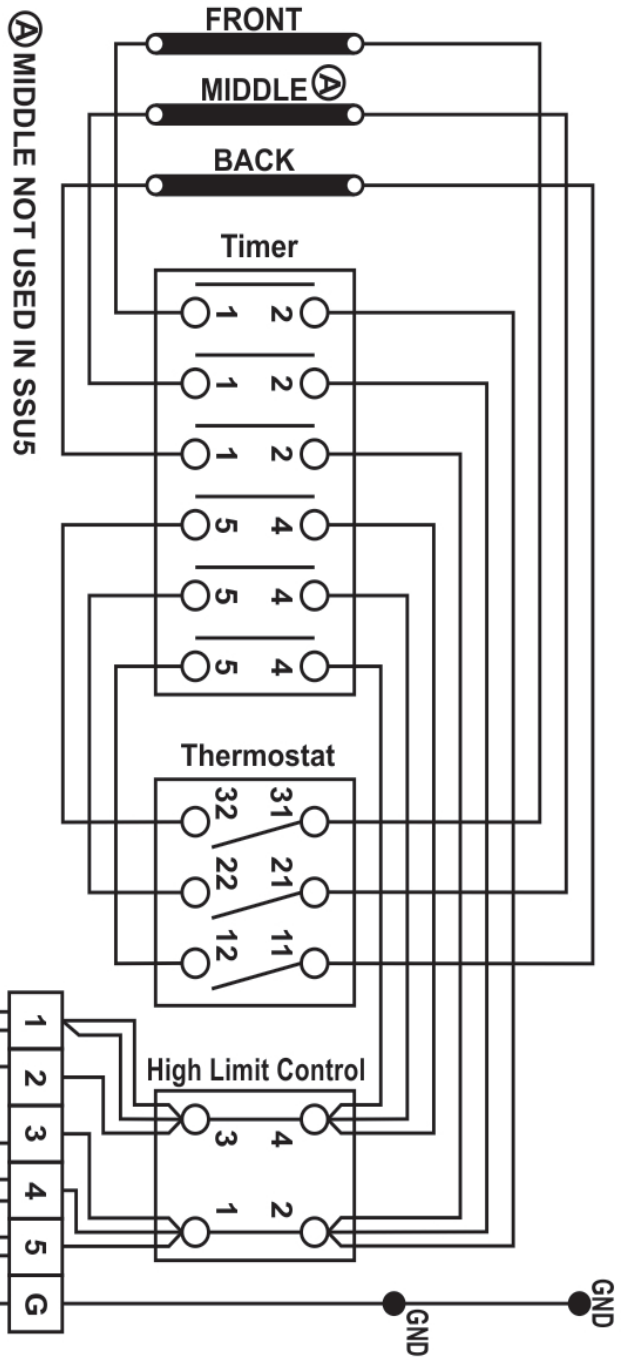 FRONT
MIDDLE Ⓐ
BACK
Ⓐ MIDDLE NOT USED IN SSU5
Timer
1 2
1 2
1 2
5 4
5 4
5 4
Thermostat
32 31
22 21
12 11
High Limit Control
3 4
1 2
1
2
3
4
5
G
GND
GND